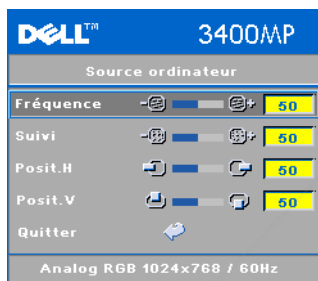 DELL™ 3400MP
Source ordinateur
Fréquence - + 50
Suivi - + 50
Posit.H 50
Posit.V 50
Quitter
Analog RGB 1024x768 / 60Hz